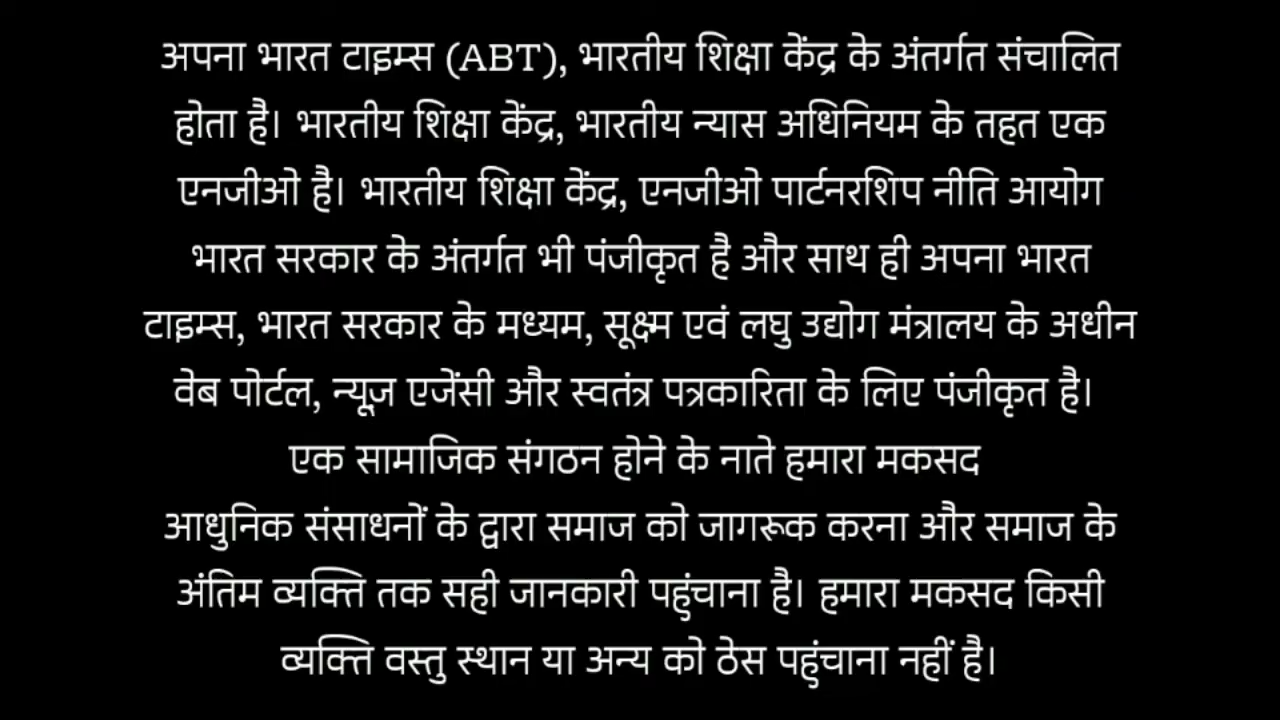 अपना भारत टाइम्स (ABT), भारतीय शिक्षा केंद्र के अंतर्गत संचालित
होता है। भारतीय शिक्षा केंद्र, भारतीय न्यास अधिनियम के तहत एक
एनजीओ है। भारतीय शिक्षा केंद्र, एनजीओ पार्टनरशिप नीति आयोग
भारत सरकार के अंतर्गत भी पंजीकृत है और साथ ही अपना भारत
टाइम्स, भारत सरकार के मध्यम, सूक्ष्म एवं लघु उद्योग मंत्रालय के अधीन
वेब पोर्टल, न्यूज़ एजेंसी और स्वतंत्र पत्रकारिता के लिए पंजीकृत है।
एक सामाजिक संगठन होने के नाते हमारा मकसद
आधुनिक संसाधनों के द्वारा समाज को जागरूक करना और समाज के
अंतिम व्यक्ति तक सही जानकारी पहुंचाना है। हमारा मकसद किसी
व्यक्ति वस्तु स्थान या अन्य को ठेस पहुंचाना नहीं है।